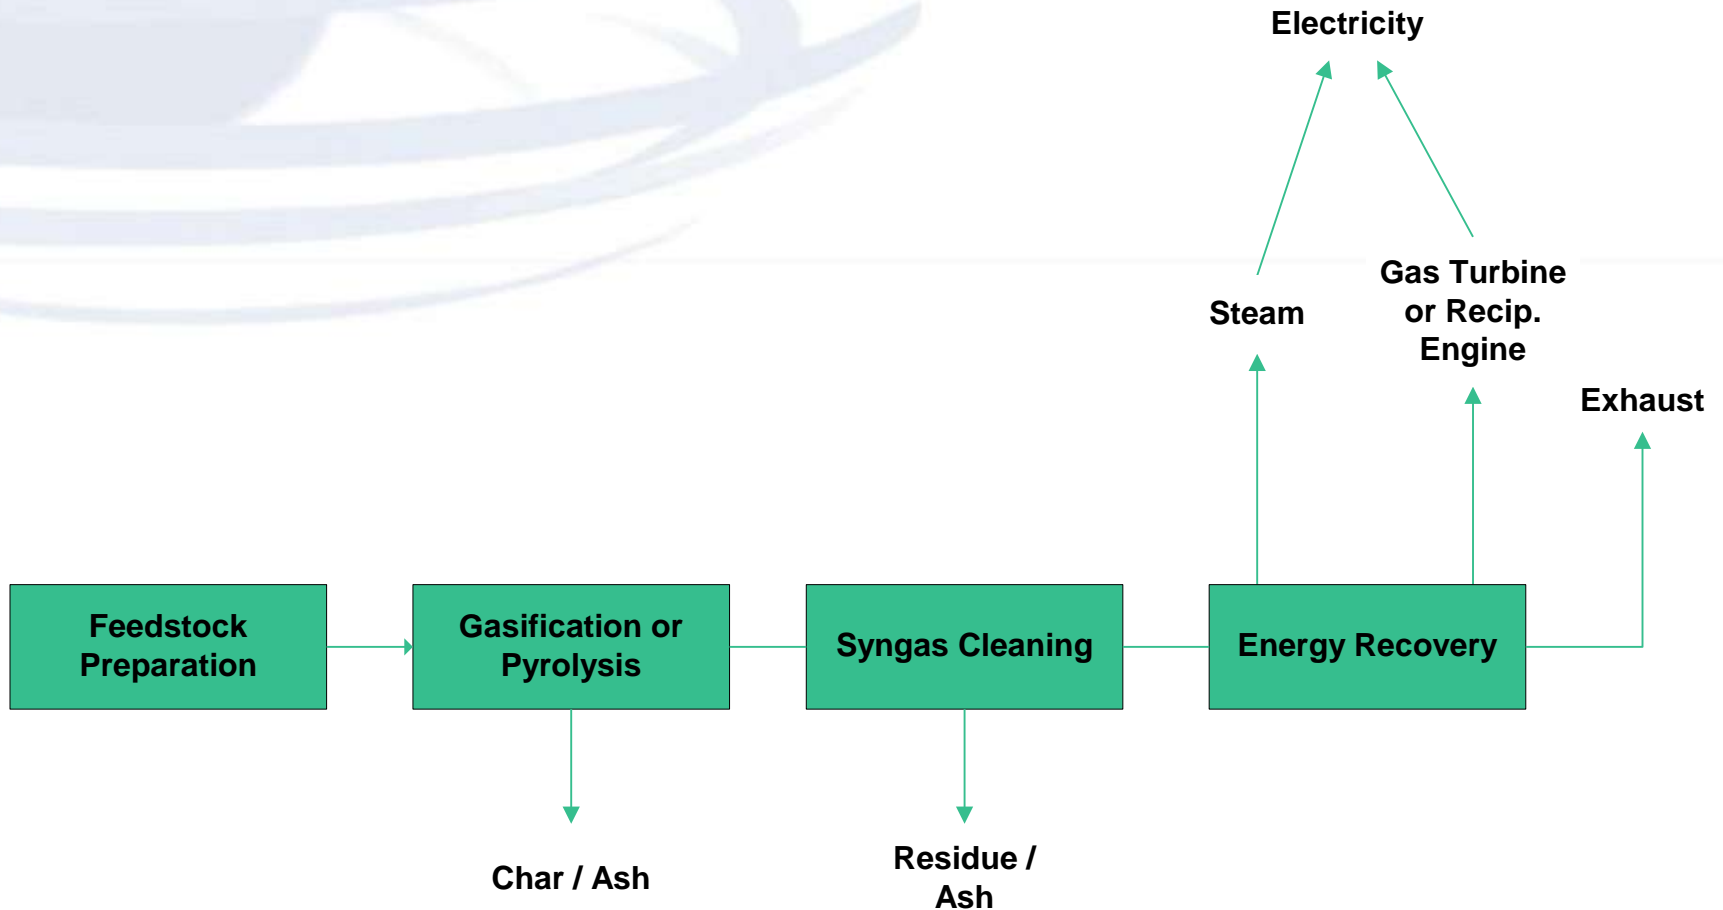 Electricity
Steam
Gas Turbine
or Recip.
Engine
Exhaust
Feedstock
Preparation
Gasification or
Pyrolysis
Syngas Cleaning
Energy Recovery
Char / Ash
Residue /
Ash